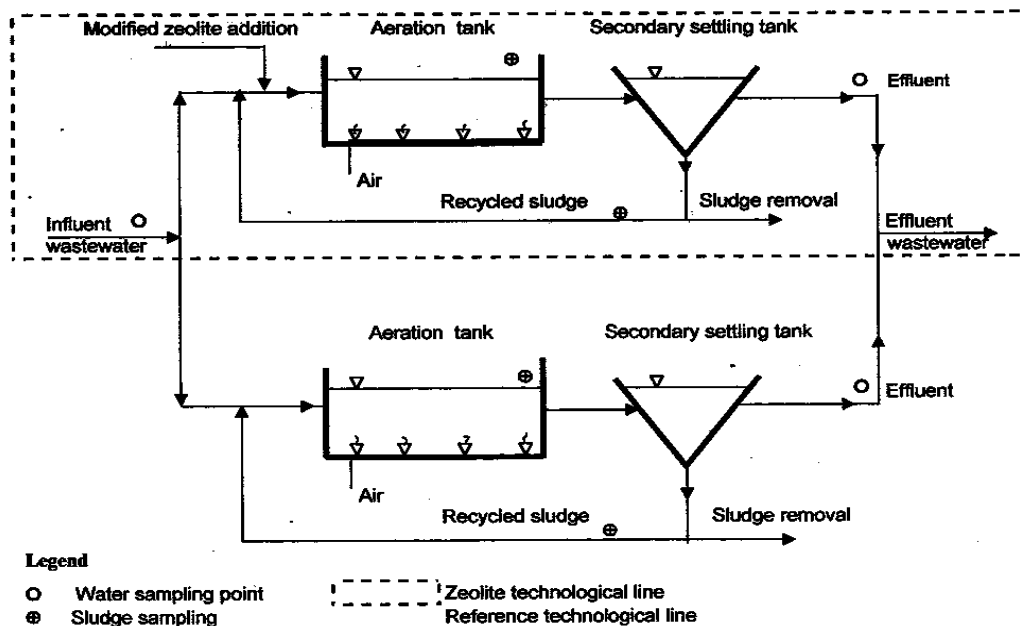 Modified zeolite addition
Aeration tank
Secondary settling tank
Effluent
Air
Recycled sludge
Sludge removal
Influent
wastewater
Effluent
wastewater
Aeration tank
Secondary settling tank
Effluent
Air
Recycled sludge
Sludge removal
Legend
Water sampling point
Zeolite technological line
Sludge sampling
Reference technological line